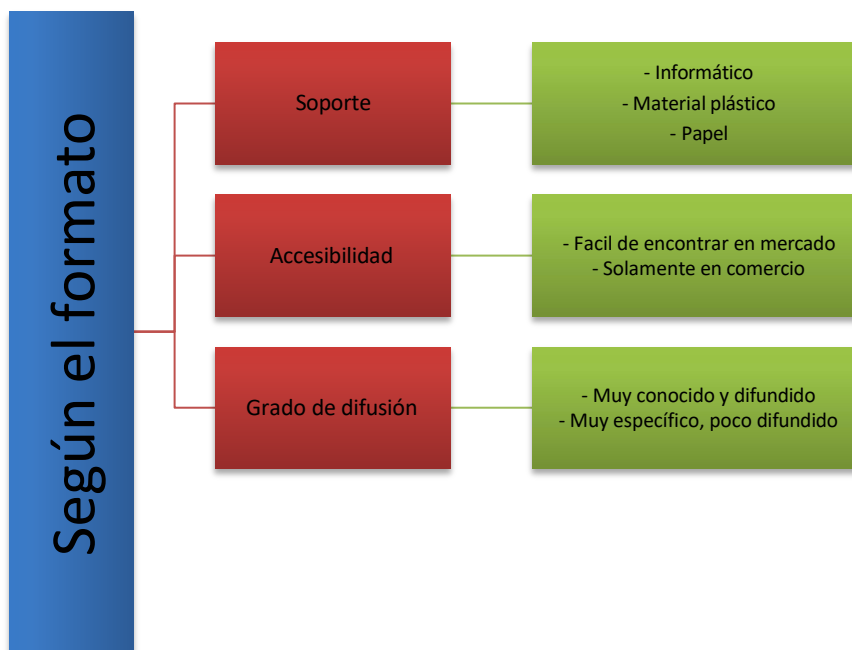 Según el formato
Soporte
- Informático
- Material plástico
- Papel
Accesibilidad
- Facil de encontrar en mercado
- Solamente en comercio
Grado de difusión
- Muy conocido y difundido
- Muy específico, poco difundido